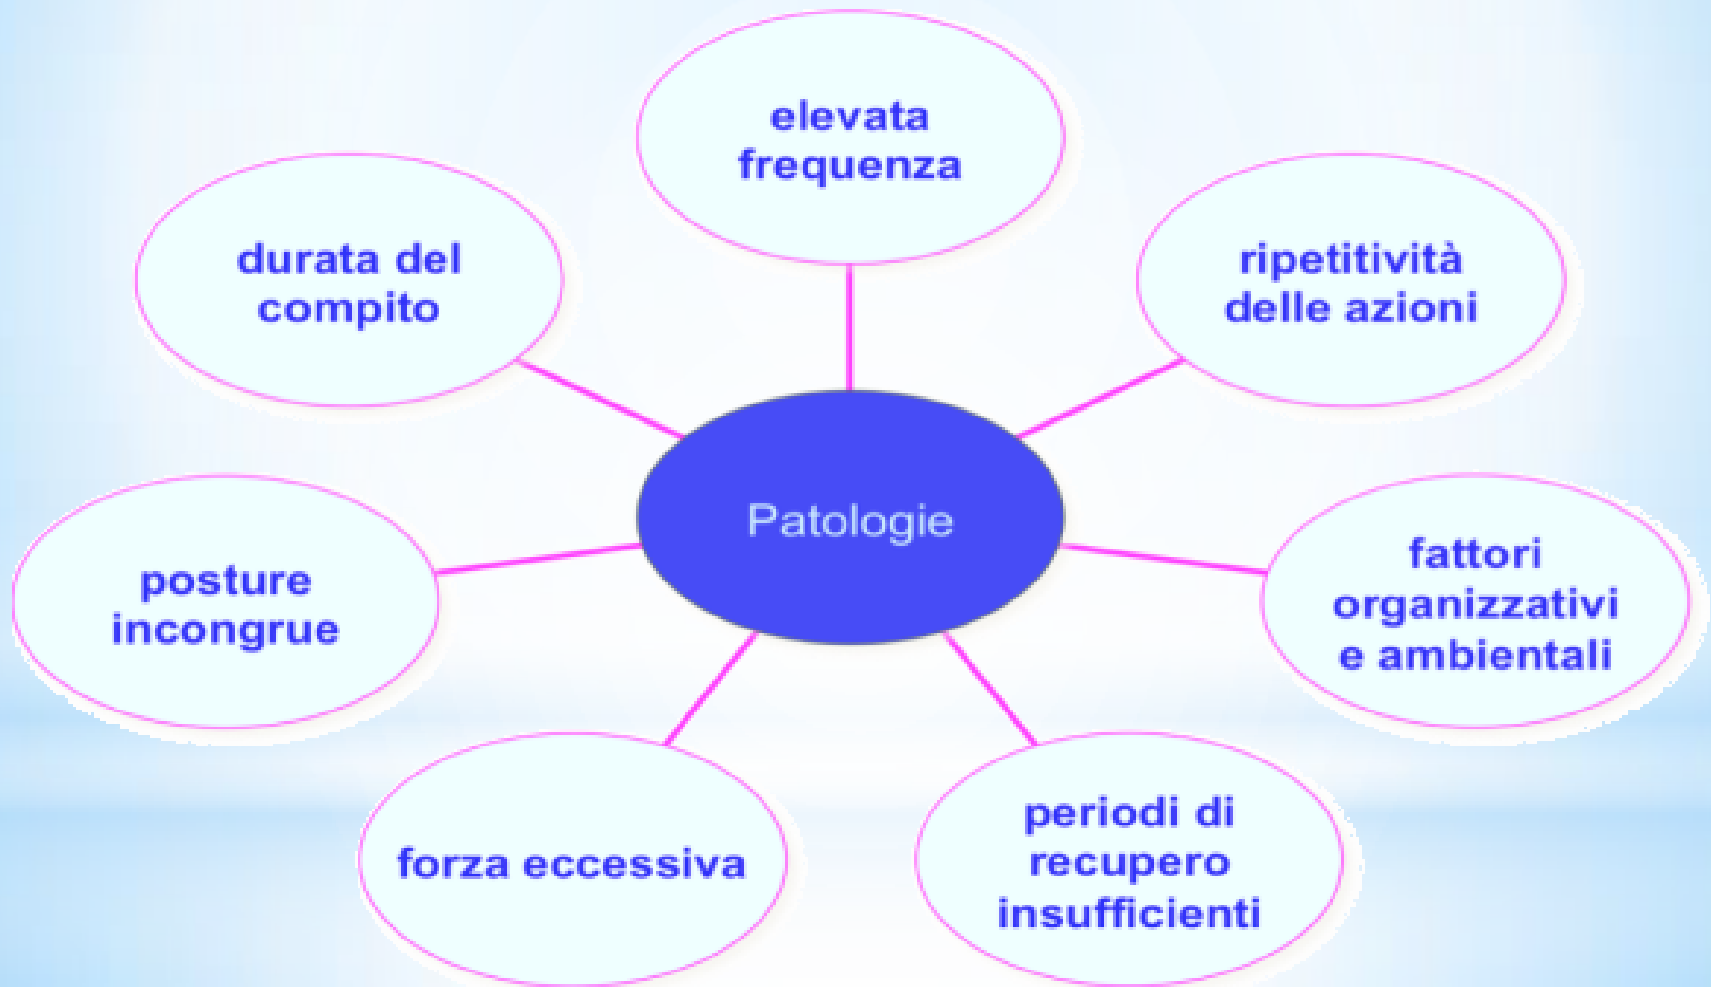 elevata
frequenza
durata del
compito
ripetitività
delle azioni
Patologie
posture
incongrue
fattori
organizzativi
e ambientali
forza eccessiva
periodi di
recupero
insufficienti